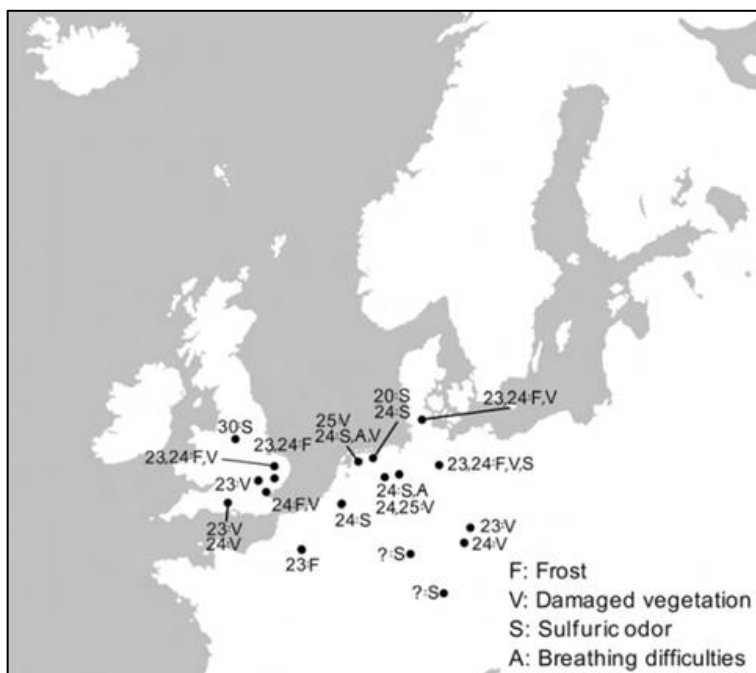 20:S
24:S
23,24:F,V
25:V
24:S,A,V
30:S
23,24:F
23,24:F,V
23,24:F,V,S
23:V
24:F,V
24:S,A
24,25:V
24:S
23:V
24:V
23:V
24:V
23:F
?:S
?:S
F: Frost
V: Damaged vegetation
S: Sulfuric odor
A: Breathing difficulties